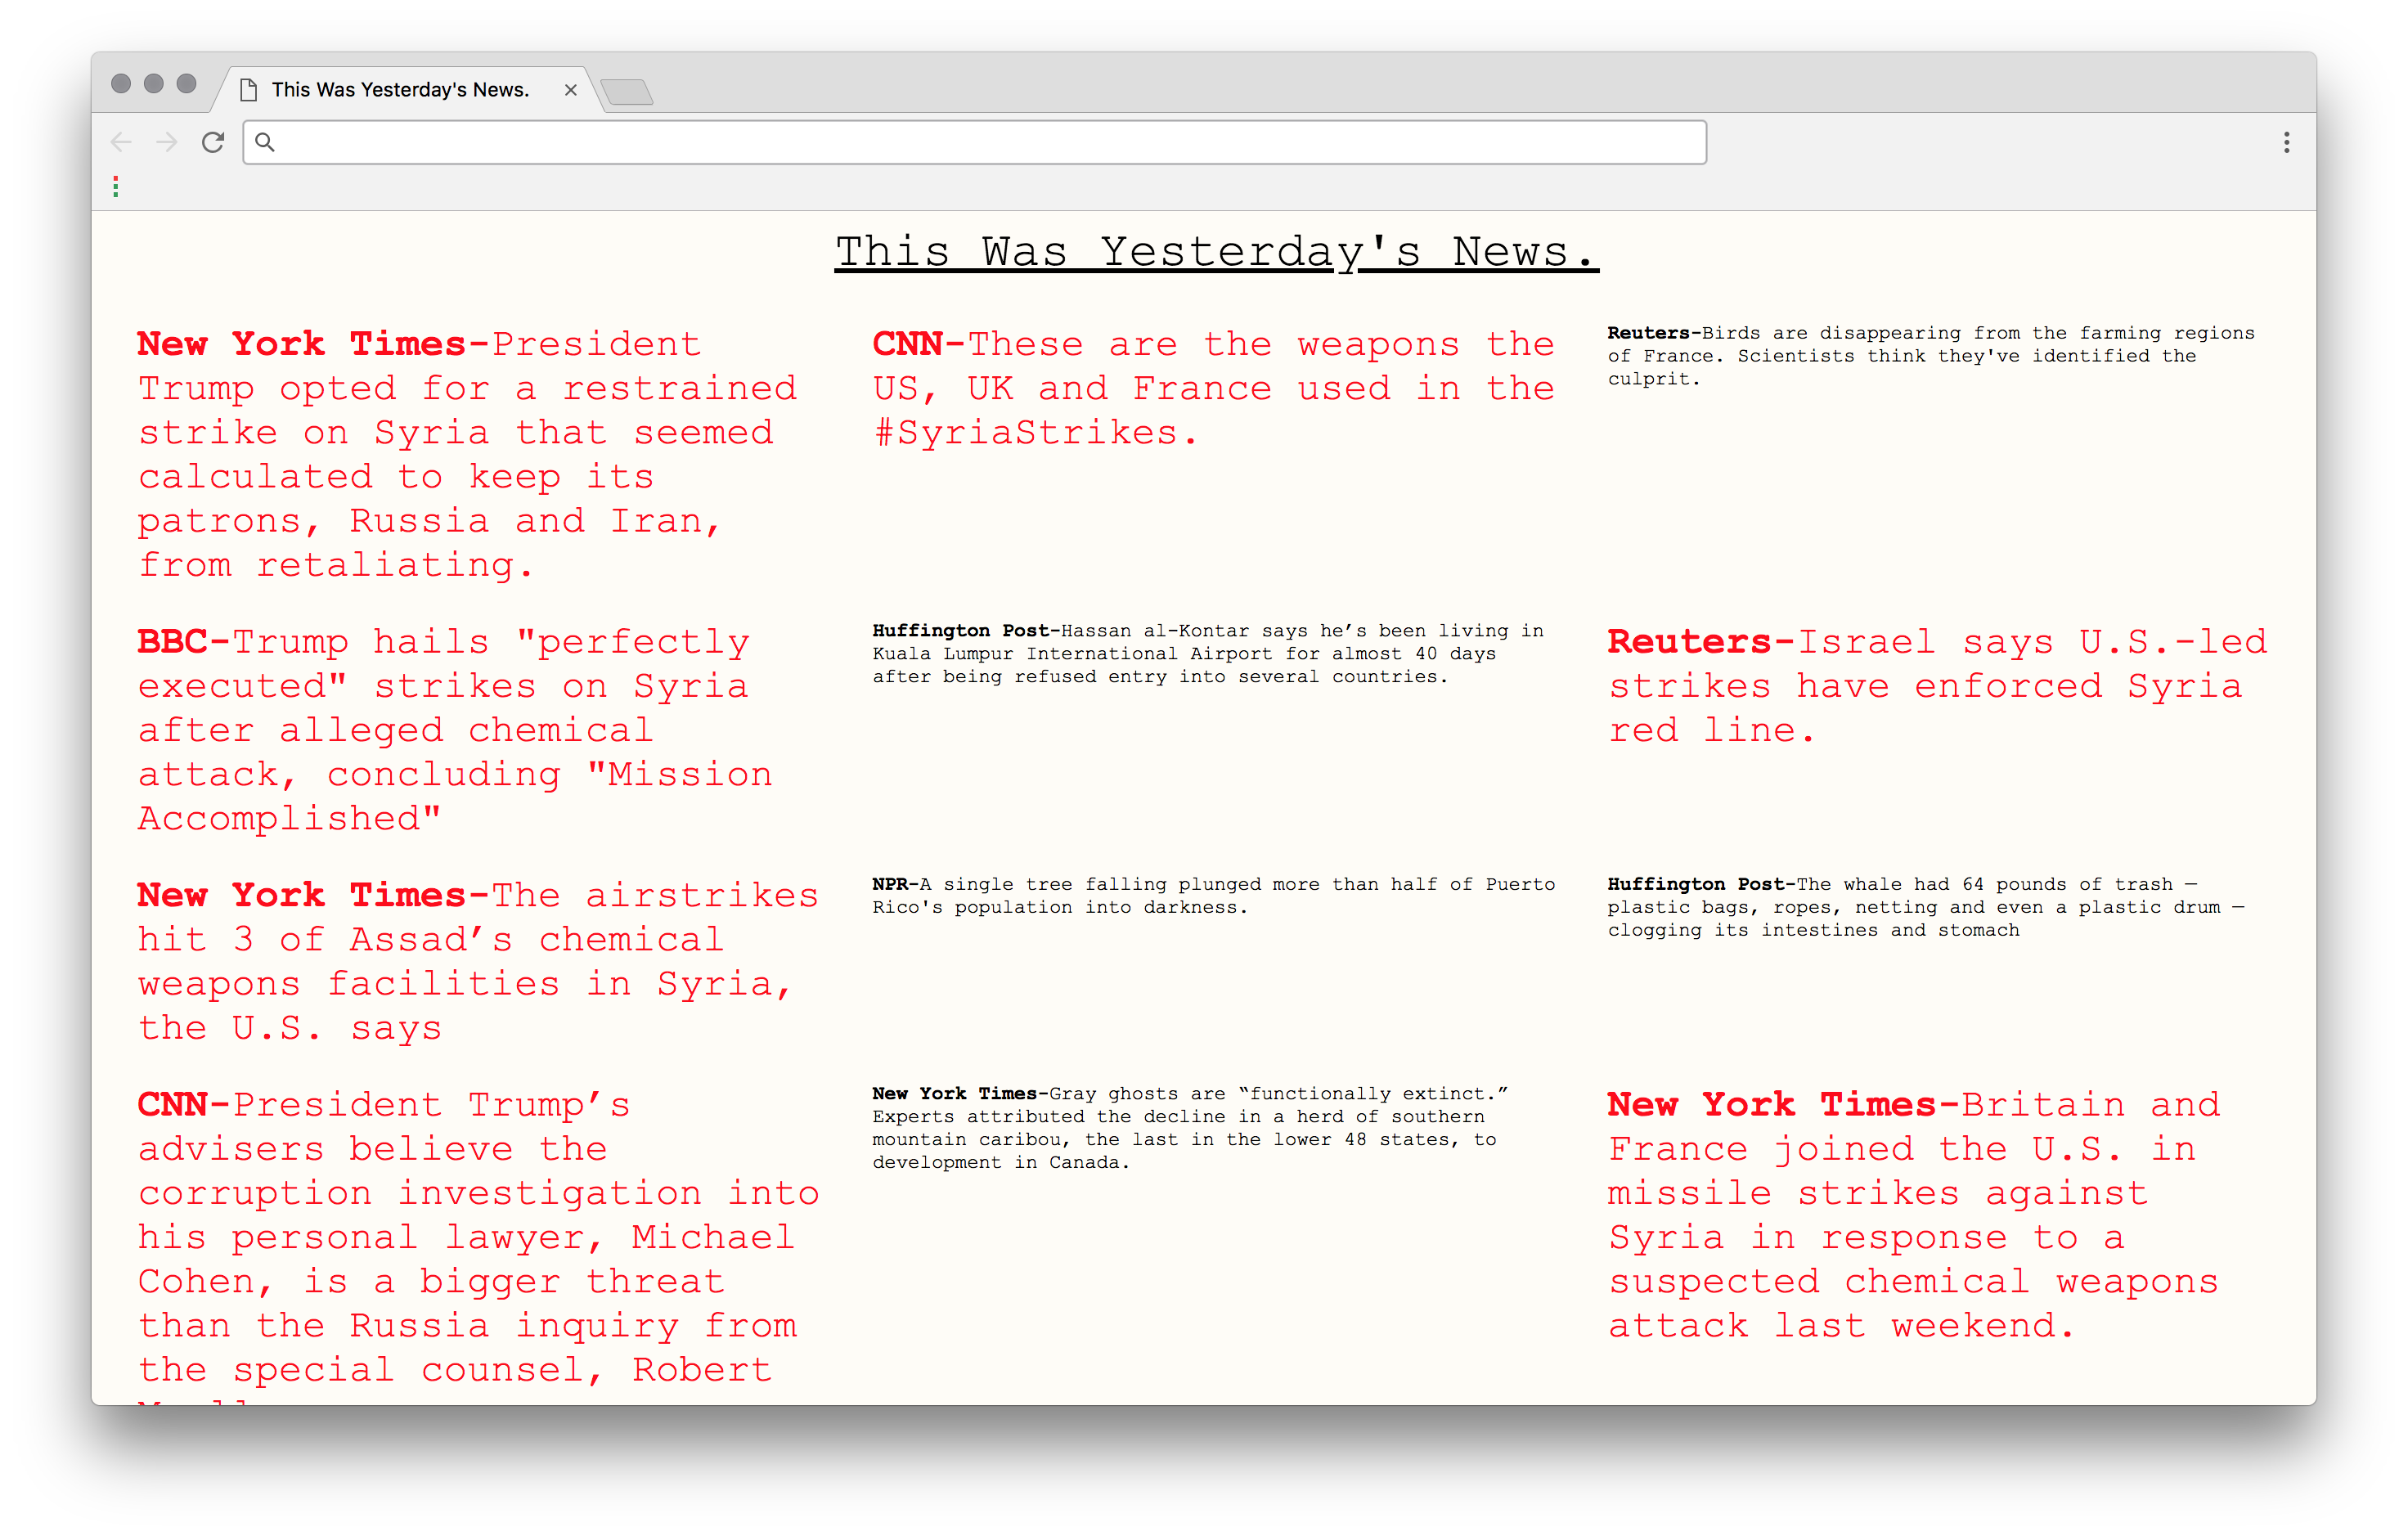 This Was Yesterday's News.
This Was Yesterday's News.
New York Times-President
Trump opted for a restrained
strike on Syria that seemed
calculated to keep its
patrons, Russia and Iran,
from retaliating.
CNN-These are the weapons the
US, UK and France used in the
#SyriaStrikes.
Reuters-Birds are disappearing from the farming regions
of France. Scientists think they've identified the
culprit.
BBC-Trump hails "perfectly
executed" strikes on Syria
after alleged chemical
attack, concluding "Mission
Accomplished"
Huffington Post-Hassan al-Kontar says he’s been living in
Kuala Lumpur International Airport for almost 40 days
after being refused entry into several countries.
Reuters-Israel says U.S.-led
strikes have enforced Syria
red line.
New York Times-The airstrikes
hit 3 of Assad’s chemical
weapons facilities in Syria,
the U.S. says
NPR-A single tree falling plunged more than half of Puerto
Rico's population into darkness.
Huffington Post-The whale had 64 pounds of trash —
plastic bags, ropes, netting and even a plastic drum —
clogging its intestines and stomach
CNN-President Trump’s
advisers believe the
corruption investigation into
his personal lawyer, Michael
Cohen, is a bigger threat
than the Russia inquiry from
the special counsel, Robert
New York Times-Gray ghosts are “functionally extinct.”
Experts attributed the decline in a herd of southern
mountain caribou, the last in the lower 48 states, to
development in Canada.
New York Times-Britain and
France joined the U.S. in
missile strikes against
Syria in response to a
suspected chemical weapons
attack last weekend.